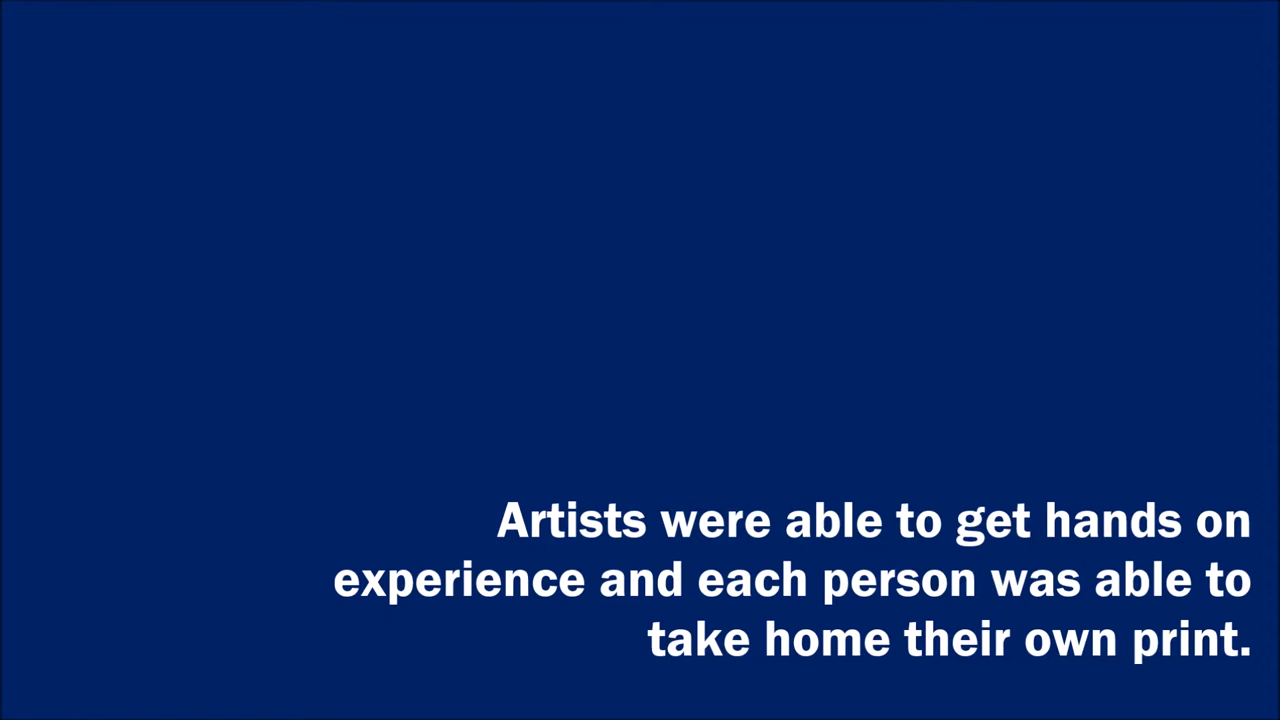 Artists were able to get hands on
experience and each person was able to
take home their own print.